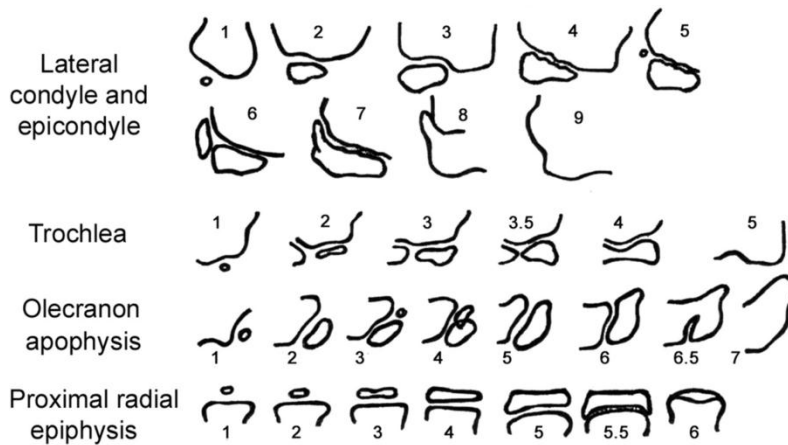 1 2 3 4 5
Lateral
condyle and
epicondyle
6 7 8 9
Trochlea
1 2 3 3.5 4 5
Olecranon
apophysis
1 2 3 4 5 6 6.5 7
Proximal radial
epiphysis
1 2 3 4 5 5.5 6